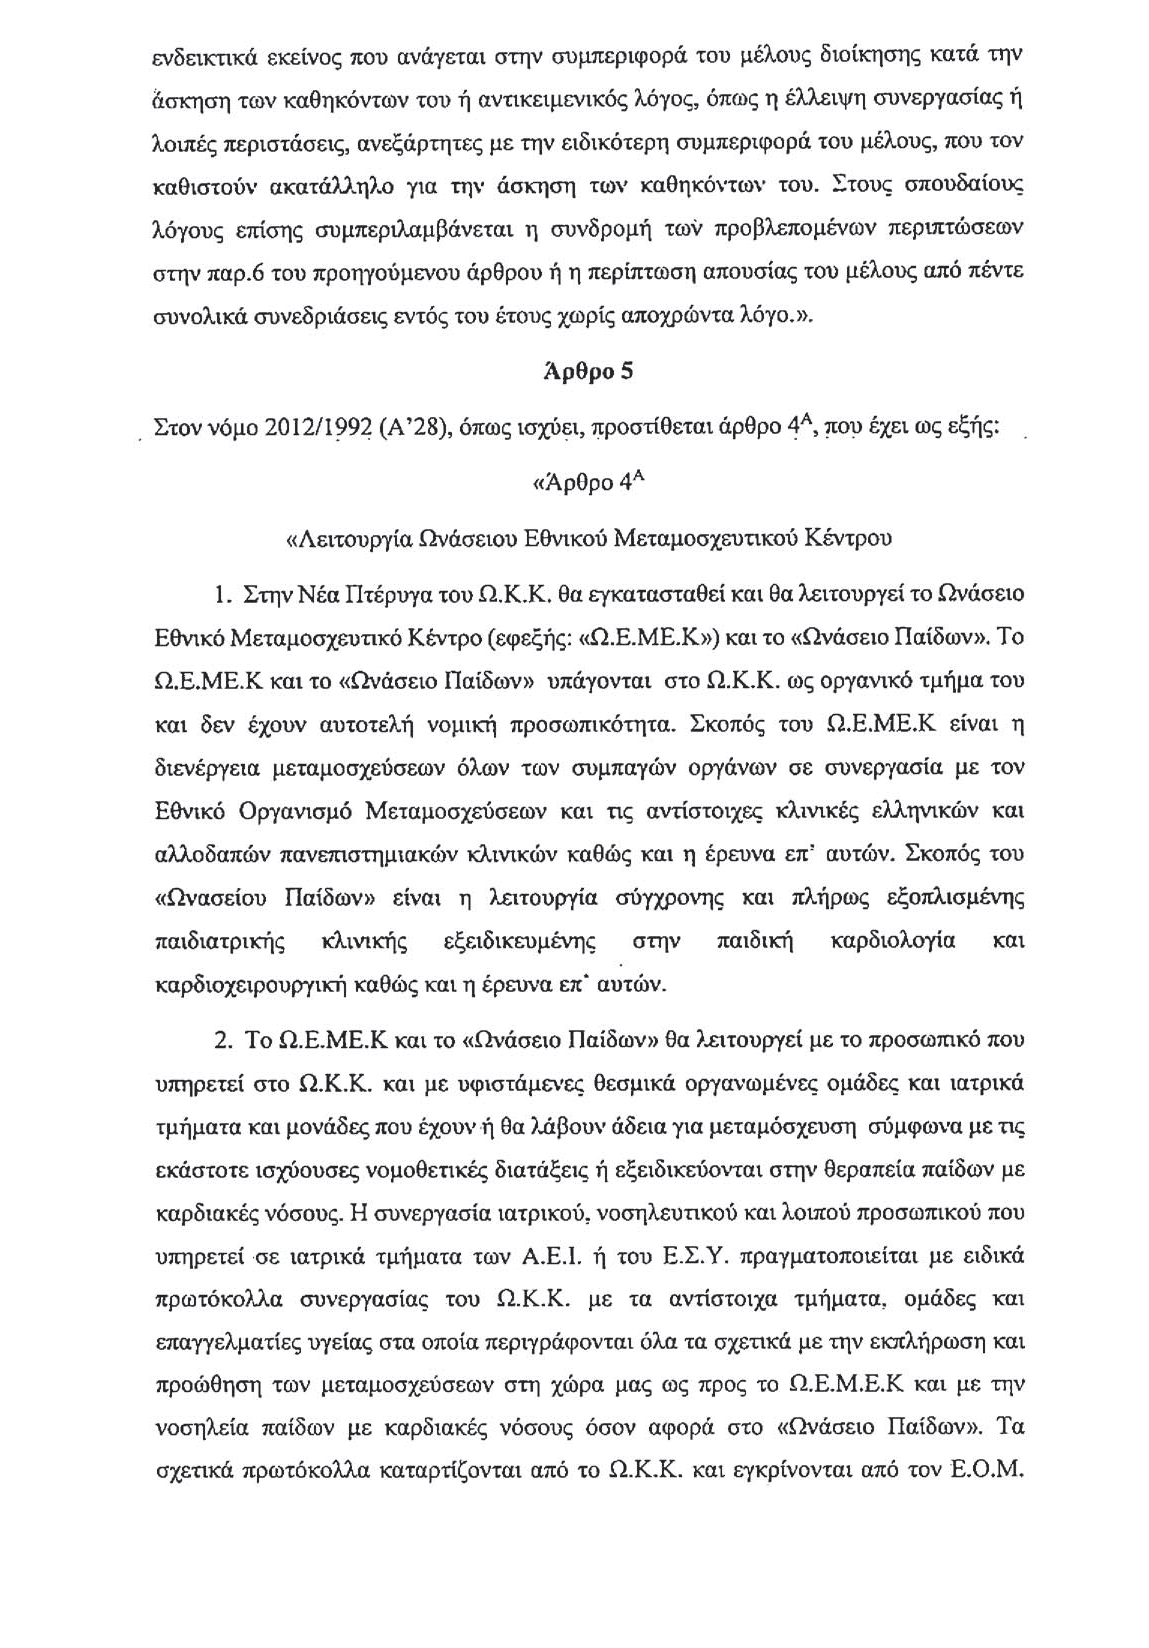 ενδεικτικά εκείνος που ανάγεται στην συμπεριφορά του μέλους διοίκησης κατά την
άσκηση των καθηκόντων του ή αντικειμενικός λόγος, όπως η έλλειψη συνεργασίας ή
λοιπές περιστάσεις, ανεξάρτητες με την ειδικότερη συμπεριφορά του μέλους, που τον
καθιστούν ακατάλληλο για την άσκηση των καθηκόντων του. Στους σπουδαίους
λόγους επίσης συμπεριλαμβάνεται η συνδρομή των προβλεπομένων περιπτώσεων
στην παρ.6 του προηγούμενου άρθρου ή η περίπτωση απουσίας του μέλους από πέντε
συνολικά συνεδριάσεις εντός του έτους χωρίς αποχρώντα λόγο.».
Άρθρο 5
Στον νόμο 2012/1992 (Α’28), όπως ισχύει, προστίθεται άρθρο 4Α, που έχει ως εξής:
«Άρθρο 4Α
«Λειτουργία Ωνάσειου Εθνικού Μεταμοσχευτικού Κέντρου
1. Στην Νέα Πτέρυγα του Ω.Κ.Κ. θα εγκατασταθεί και θα λειτουργεί το Ωνάσειο
Εθνικό Μεταμοσχευτικό Κέντρο (εφεξής: «Ω.Ε.ΜΕ.Κ») και το «Ωνάσειο Παίδων». Το
Ω.Ε.ΜΕ.Κ και το «Ωνάσειο Παίδων» υπάγονται στο Ω.Κ.Κ. ως οργανικό τμήμα του
και δεν έχουν αυτοτελή νομική προσωπικότητα. Σκοπός του Ω.Ε.ΜΕ.Κ είναι η
διενέργεια μεταμοσχεύσεων όλων των συμπαγών οργάνων σε συνεργασία με τον
Εθνικό Οργανισμό Μεταμοσχεύσεων και τις αντίστοιχες κλινικές ελληνικών και
αλλοδαπών πανεπιστημιακών κλινικών καθώς και η έρευνα επ’ αυτών. Σκοπός του
«Ωνασείου Παίδων» είναι η λειτουργία σύγχρονης και πλήρως εξοπλισμένης
παιδιατρικής κλινικής εξειδικευμένης στην παιδική καρδιολογία και
καρδιοχειρουργική καθώς και η έρευνα επ’ αυτών.
2. Το Ω.Ε.ΜΕ.Κ και το «Ωνάσειο Παίδων» θα λειτουργεί με το προσωπικό που
υπηρετεί στο Ω.Κ.Κ. και με υφιστάμενες θεσμικά οργανωμένες ομάδες και ιατρικά
τμήματα και μονάδες που έχουν ή θα λάβουν άδεια για μεταμόσχευση σύμφωνα με τις
εκάστοτε ισχύουσες νομοθετικές διατάξεις ή εξειδικεύονται στην θεραπεία παίδων με
καρδιακές νόσους. Η συνεργασία ιατρικού, νοσηλευτικού και λοιπού προσωπικού που
υπηρετεί σε ιατρικά τμήματα των Α.Ε.Ι. ή του Ε.Σ.Υ. πραγματοποιείται με ειδικά
πρωτόκολλα συνεργασίας του Ω.Κ.Κ. με τα αντίστοιχα τμήματα, ομάδες και
επαγγελματίες υγείας στα οποία περιγράφονται όλα τα σχετικά με την εκπλήρωση και
προώθηση των μεταμοσχεύσεων στη χώρα μας ως προς το Ω.Ε.Μ.Ε.Κ και με την
νοσηλεία παίδων με καρδιακές νόσους όσον αφορά στο «Ωνάσειο Παίδων». Τα
σχετικά πρωτόκολλα καταρτίζονται από το Ω.Κ.Κ. και εγκρίνονται από τον Ε.Ο.Μ.